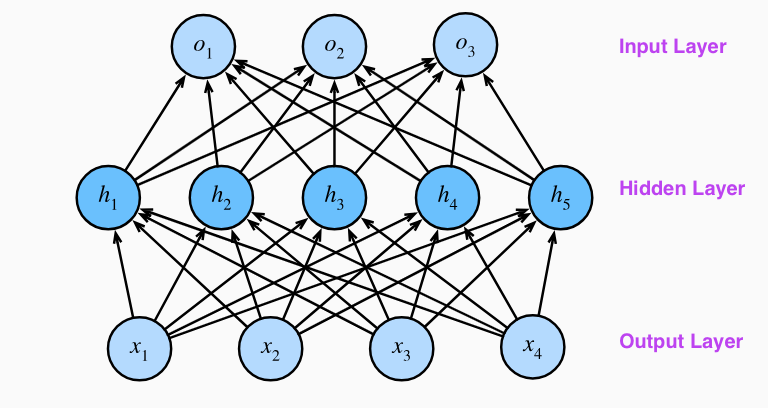 o1 o2 o3 Input Layer
h1 h2 h3 h4 h5 Hidden Layer
x1 x2 x3 x4 Output Layer